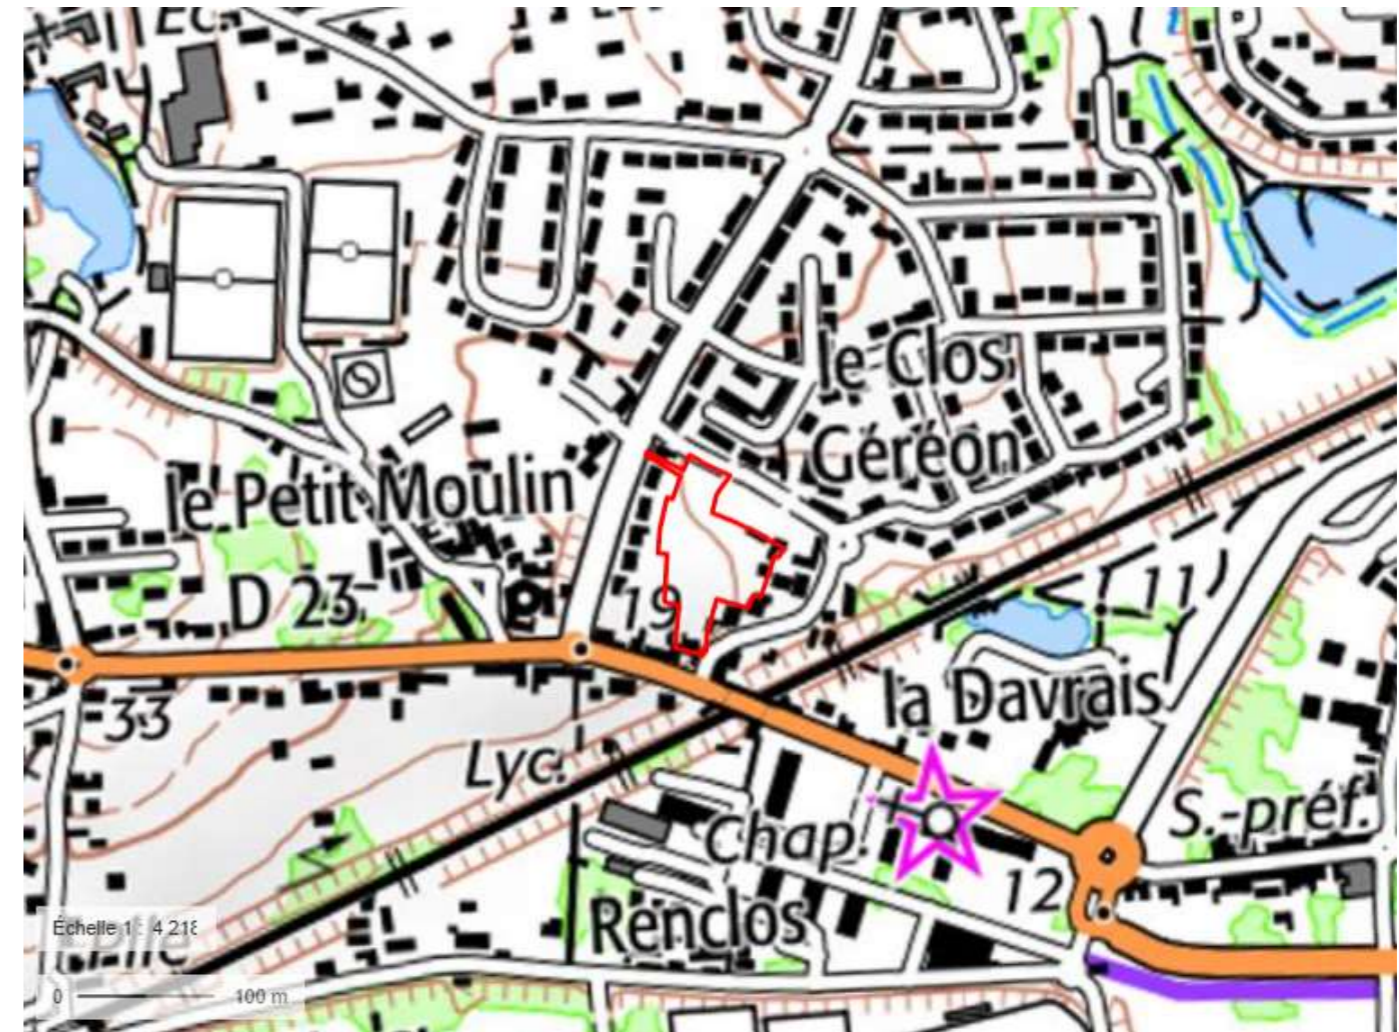 Ec.
le Clos
Géréon
le Petit Moulin
D 23
19
11
33
la Davrais
Lyc.
S.-préf.
Chap.
12
Renclos
Échelle 1 : 4 218
0 100 m